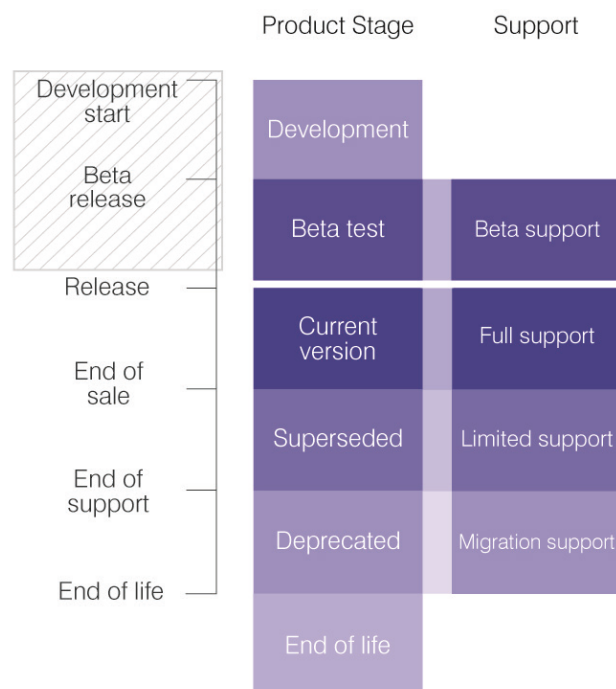 Product Stage
Support
Development
start
Development
Beta
release
Beta test
Beta support
Release
Current
version
Full support
End of
sale
Superseded
Limited support
End of
support
Deprecated
Migration support
End of life
End of life